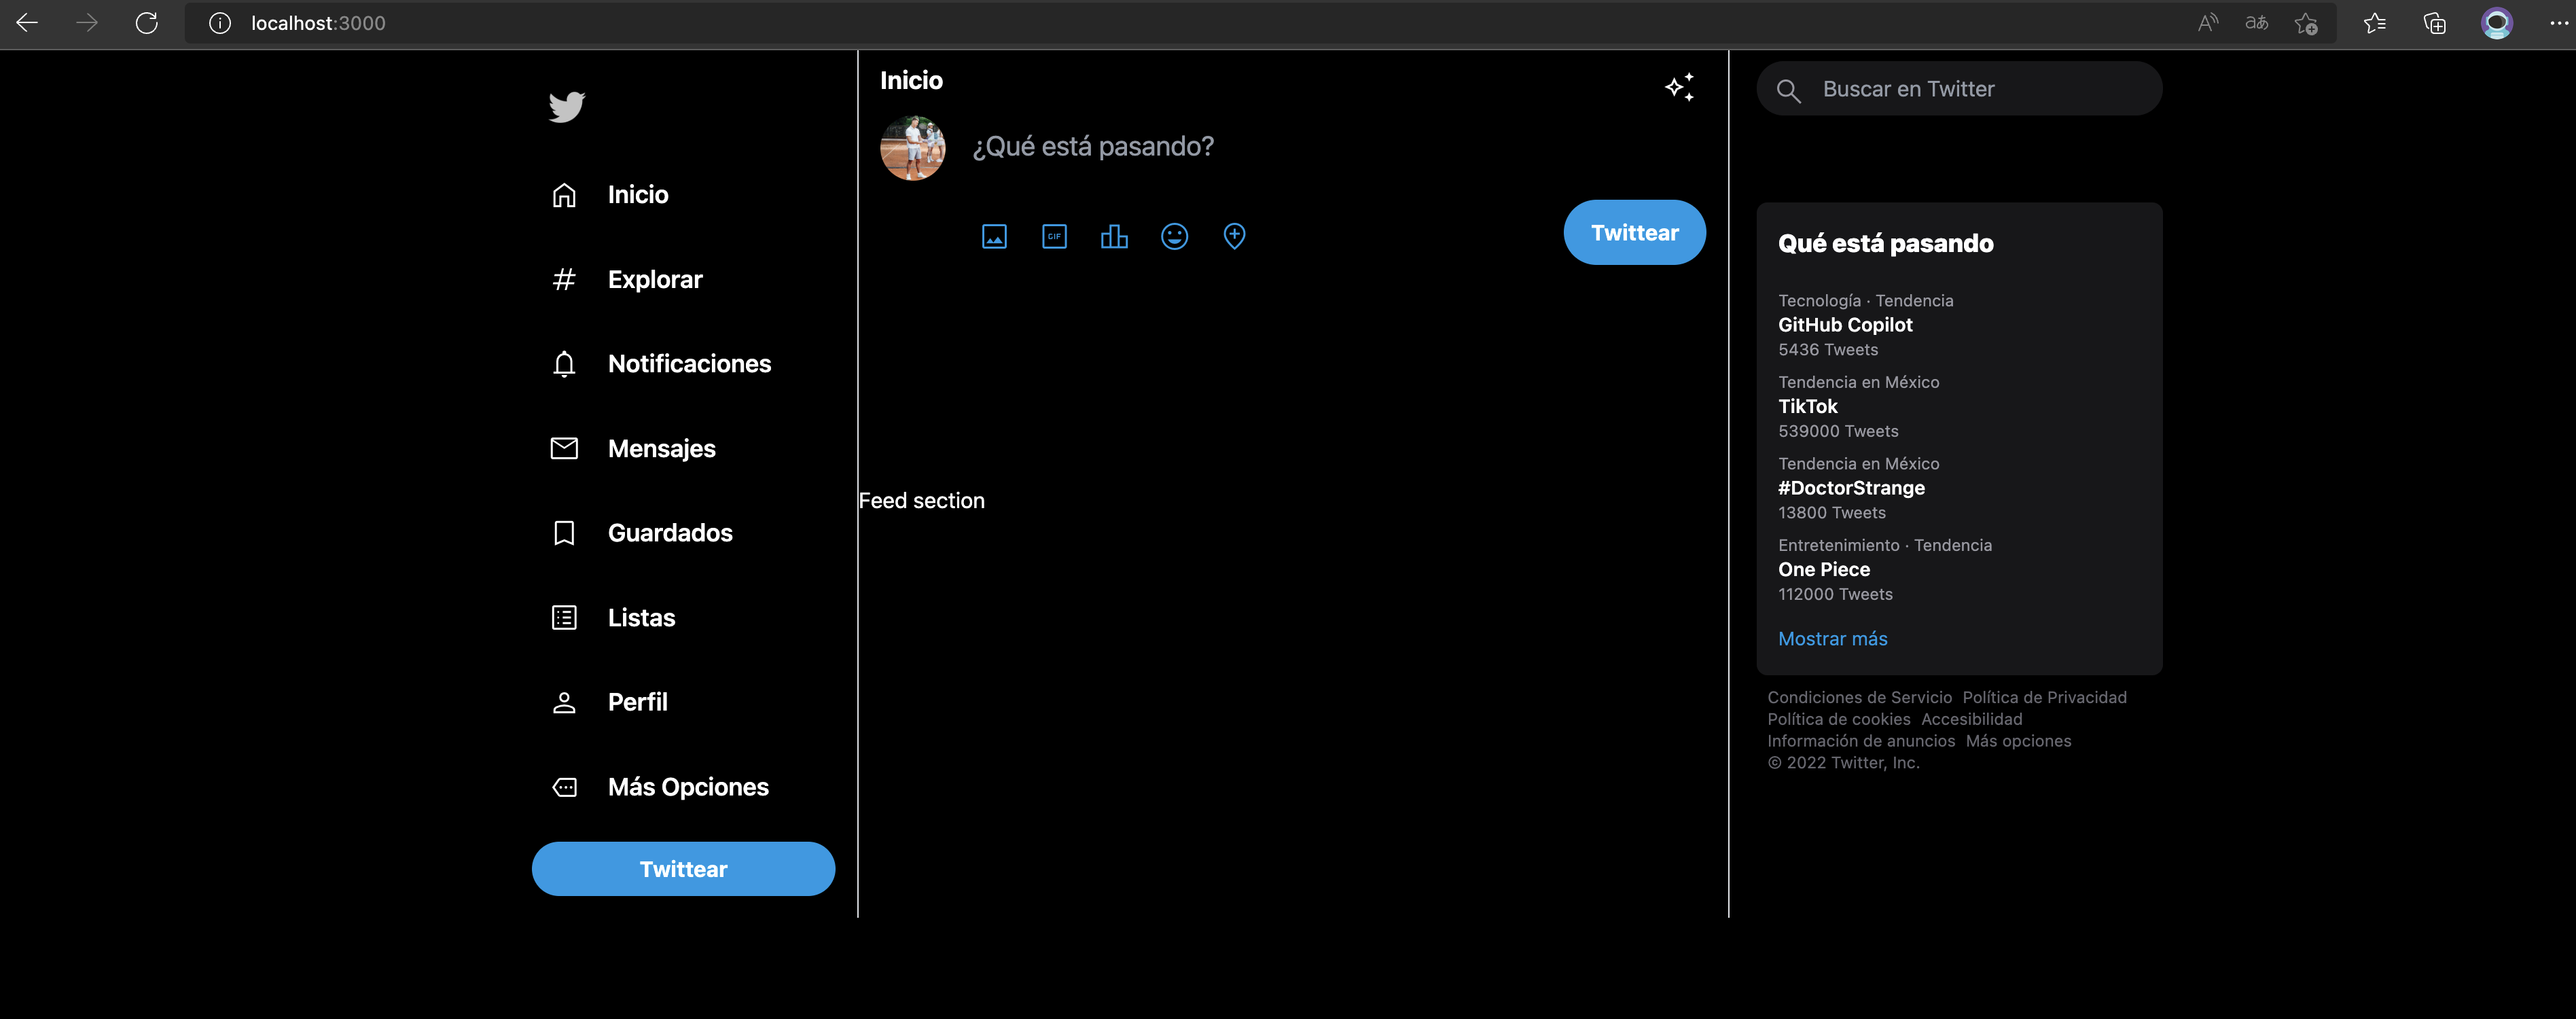 localhost:3000
Inicio
Explorar
Notificaciones
Mensajes
Guardados
Listas
Perfil
Más Opciones
Twittear
Inicio
¿Qué está pasando?
GIF
Twittear
Feed section
Buscar en Twitter
Qué está pasando
Tecnología · Tendencia
GitHub Copilot
5436 Tweets
Tendencia en México
TikTok
539000 Tweets
Tendencia en México
#DoctorStrange
13800 Tweets
Entretenimiento · Tendencia
One Piece
112000 Tweets
Mostrar más
Condiciones de Servicio Política de Privacidad
Política de cookies Accesibilidad
Información de anuncios Más opciones
© 2022 Twitter, Inc.